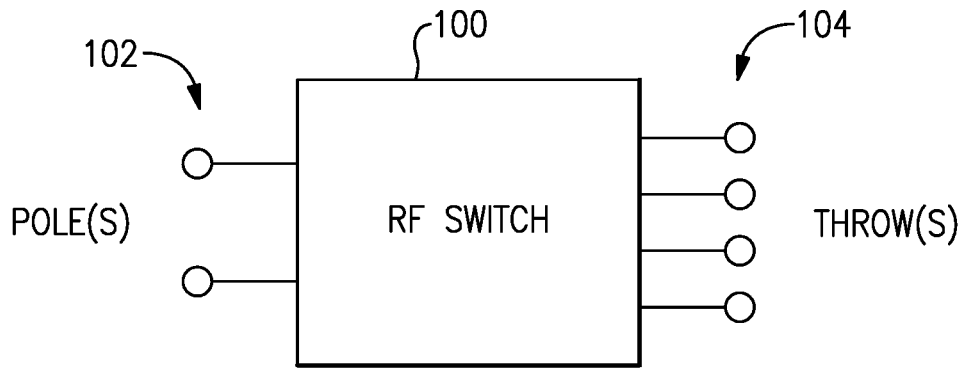 100
104
102
POLE(S)
RF SWITCH
THROW(S)